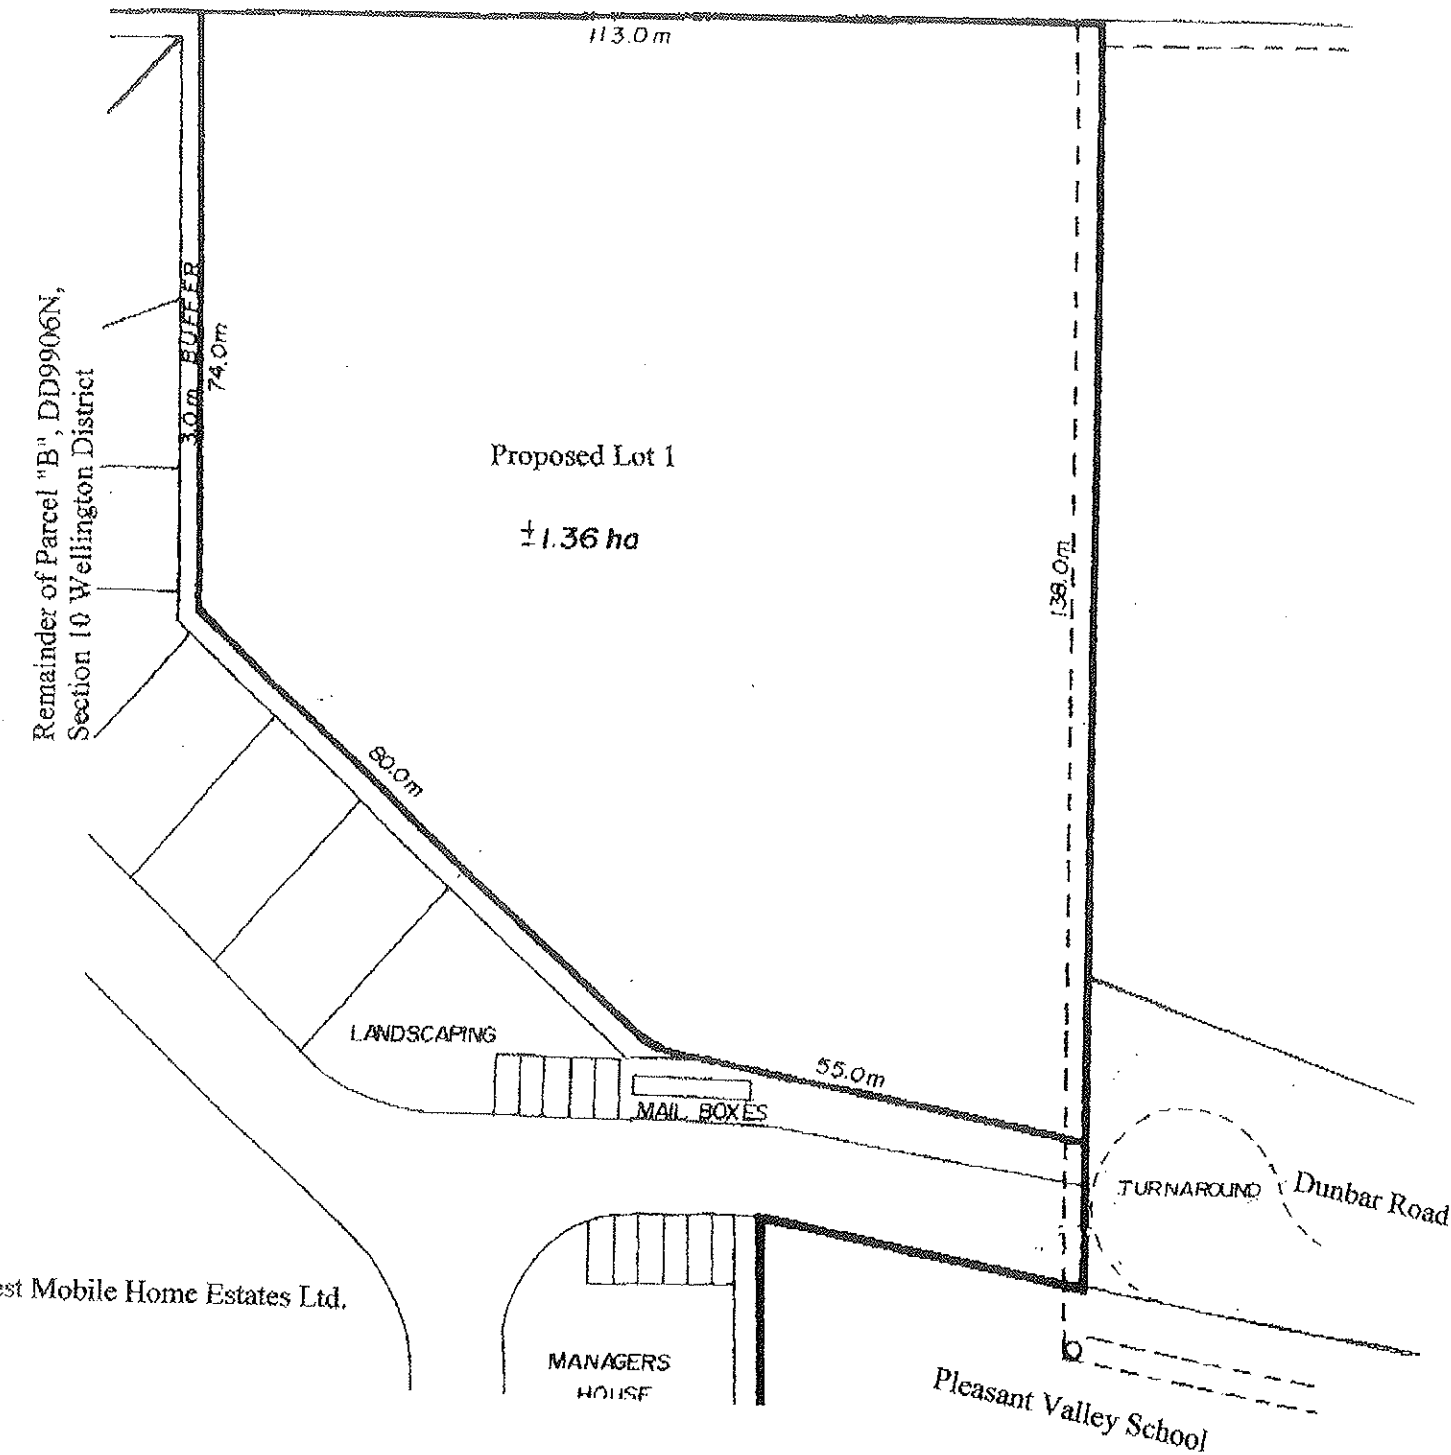 113.0m
3.0m BUFFER
74.0m
Remainder of Parcel "B", DD9906N,
Section 10 Wellington District
Proposed Lot 1
±1.36 ha
138.0m
80.0m
LANDSCAPING
55.0m
MAIL BOXES
TURNAROUND
Dunbar Road
est Mobile Home Estates Ltd.
MANAGERS
HOUSE
Pleasant Valley School